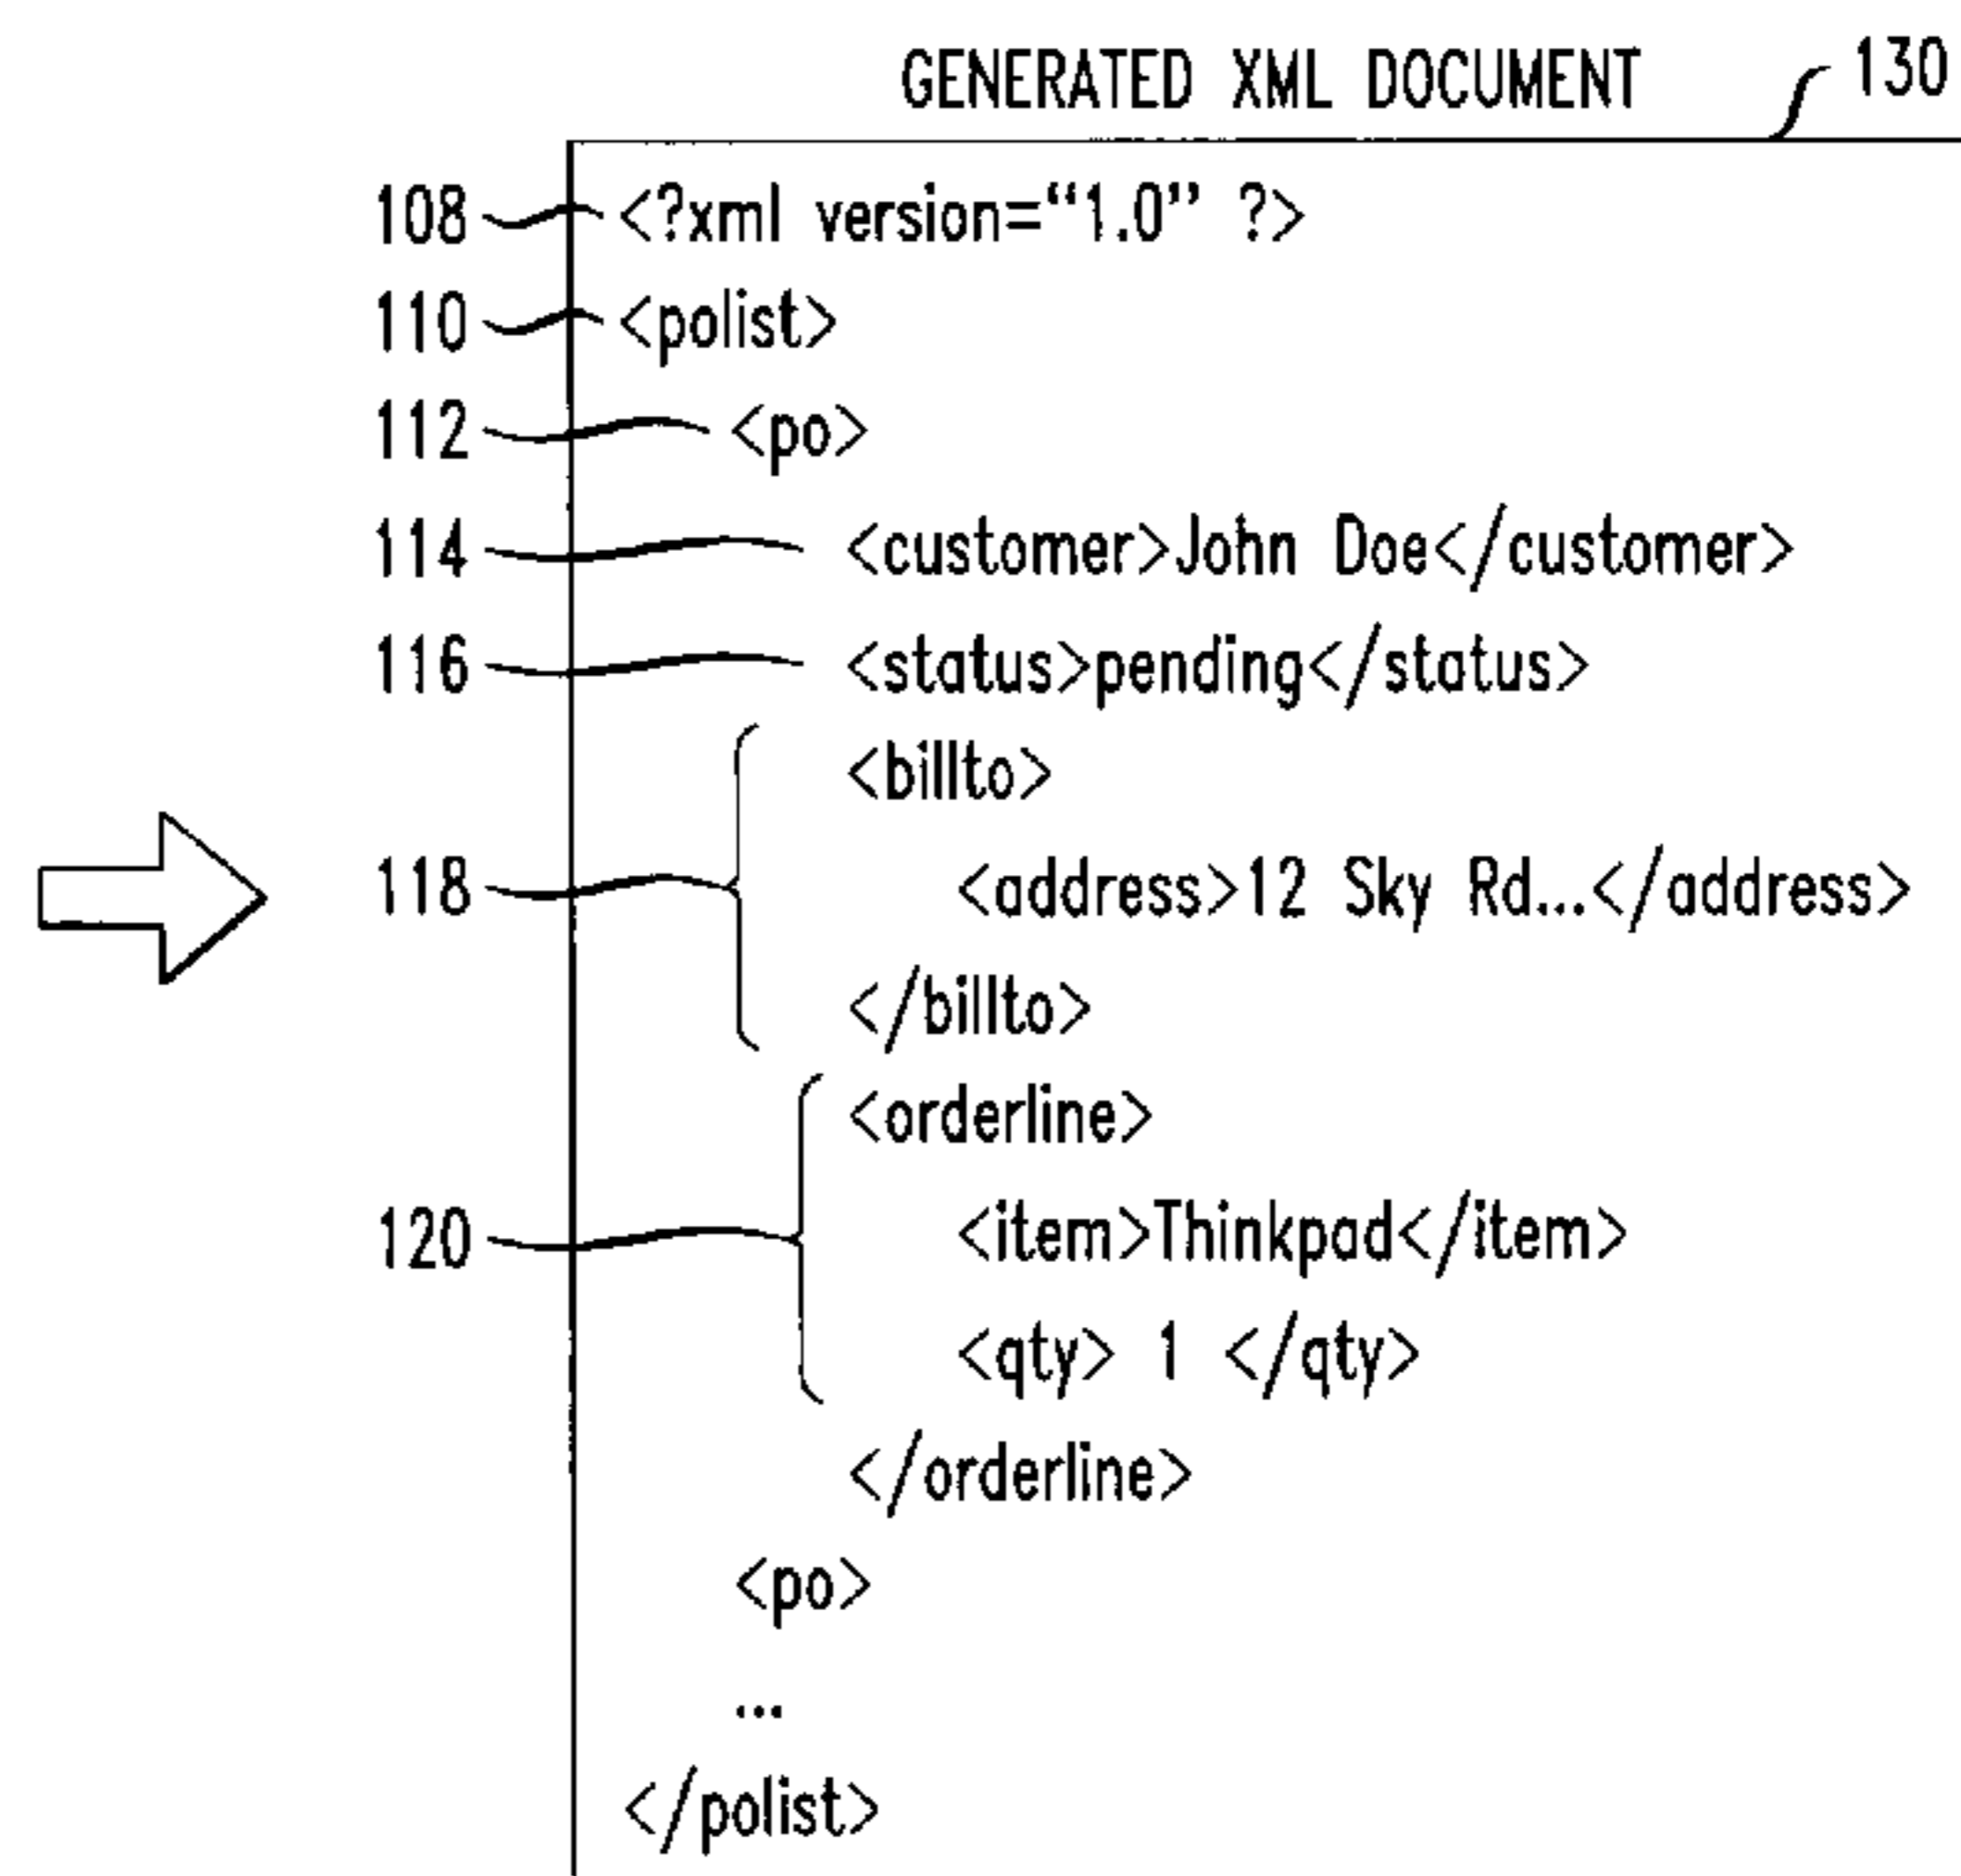 GENERATED XML DOCUMENT 130
108 <?xml version=“1.0” ?>
110 <polist>
112 <po>
114 <customer>John Doe</customer>
116 <status>pending</status>
<billto>
118 <address>12 Sky Rd...</address>
</billto>
<orderline>
120 <item>Thinkpad</item>
<qty> 1 </qty>
</orderline>
<po>
...
</polist>